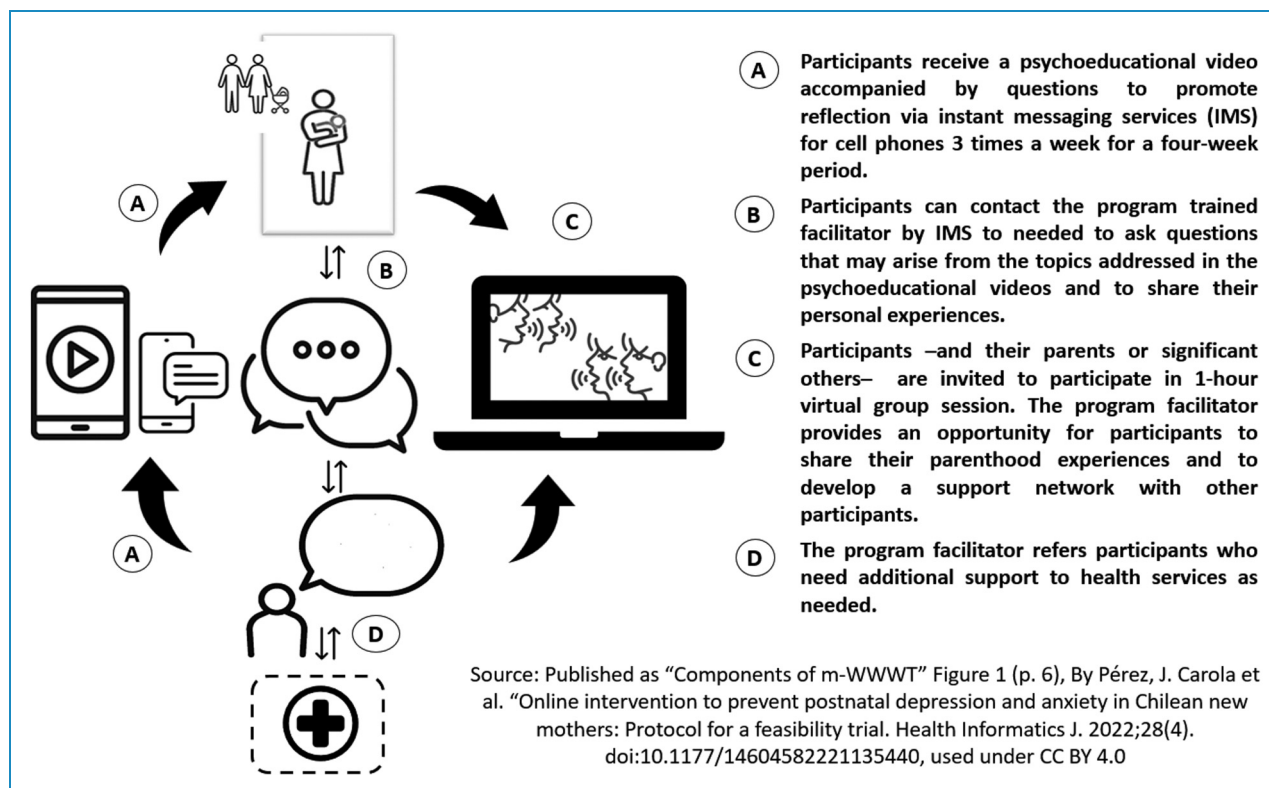 A
Participants receive a psychoeducational video
accompanied by questions to promote
reflection via instant messaging services (IMS)
for cell phones 3 times a week for a four-week
period.
B
Participants can contact the program trained
facilitator by IMS to needed to ask questions
that may arise from the topics addressed in the
psychoeducational videos and to share their
personal experiences.
C
Participants –and their parents or significant
others– are invited to participate in 1-hour
virtual group session. The program facilitator
provides an opportunity for participants to
share their parenthood experiences and to
develop a support network with other
participants.
D
The program facilitator refers participants who
need additional support to health services as
needed.
A
C
B
A
D
Source: Published as “Components of m-WWWT” Figure 1 (p. 6), By Pérez, J. Carola et
al. “Online intervention to prevent postnatal depression and anxiety in Chilean new
mothers: Protocol for a feasibility trial. Health Informatics J. 2022;28(4).
doi:10.1177/14604582221135440, used under CC BY 4.0